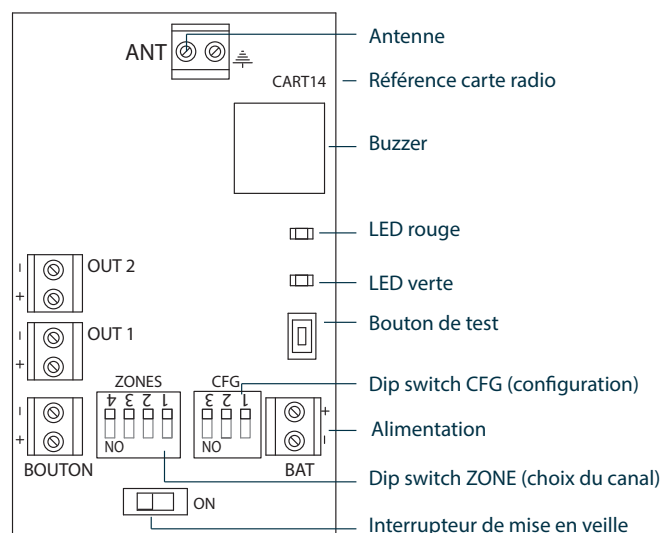 ANT
Antenne
CART14
Référence carte radio
Buzzer
LED rouge
- OUT 2
+
LED verte
- OUT 1
+
Bouton de test
ZONES
CFG
Dip switch CFG (configuration)
4 3 2 1
3 2 1
-
+
NO
NO
+
-
Alimentation
BOUTON
BAT
Dip switch ZONE (choix du canal)
ON
Interrupteur de mise en veille